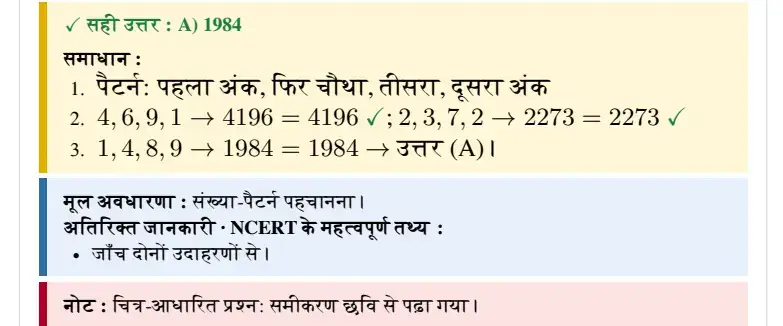 ✓ सही उत्तर : A) 1984
समाधान :
1. पैटर्न: पहला अंक, फिर चौथा, तीसरा, दूसरा अंक
2. 4, 6, 9, 1 → 4196 = 4196 ✓; 2, 3, 7, 2 → 2273 = 2273 ✓
3. 1, 4, 8, 9 → 1984 = 1984 → उत्तर (A)।
मूल अवधारणा : संख्या-पैटर्न पहचानना।
अतिरिक्त जानकारी · NCERT के महत्वपूर्ण तथ्य :
• जाँच दोनों उदाहरणों से।
नोट : चित्र-आधारित प्रश्न: समीकरण छवि से पढ़ा गया।